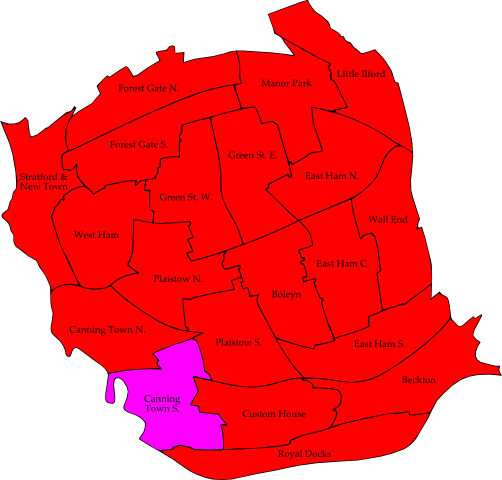 Little Ilford
Manor Park
Forest Gate N.
Forest Gate S.
Green St. E.
East Ham N.
Stratford &
New Town
Green St. W.
Wall End
West Ham
East Ham C.
Plaistow N.
Boleyn
Canning Town N.
Plaistow S.
East Ham S.
Beckton
Canning
Town S.
Custom House
Royal Docks